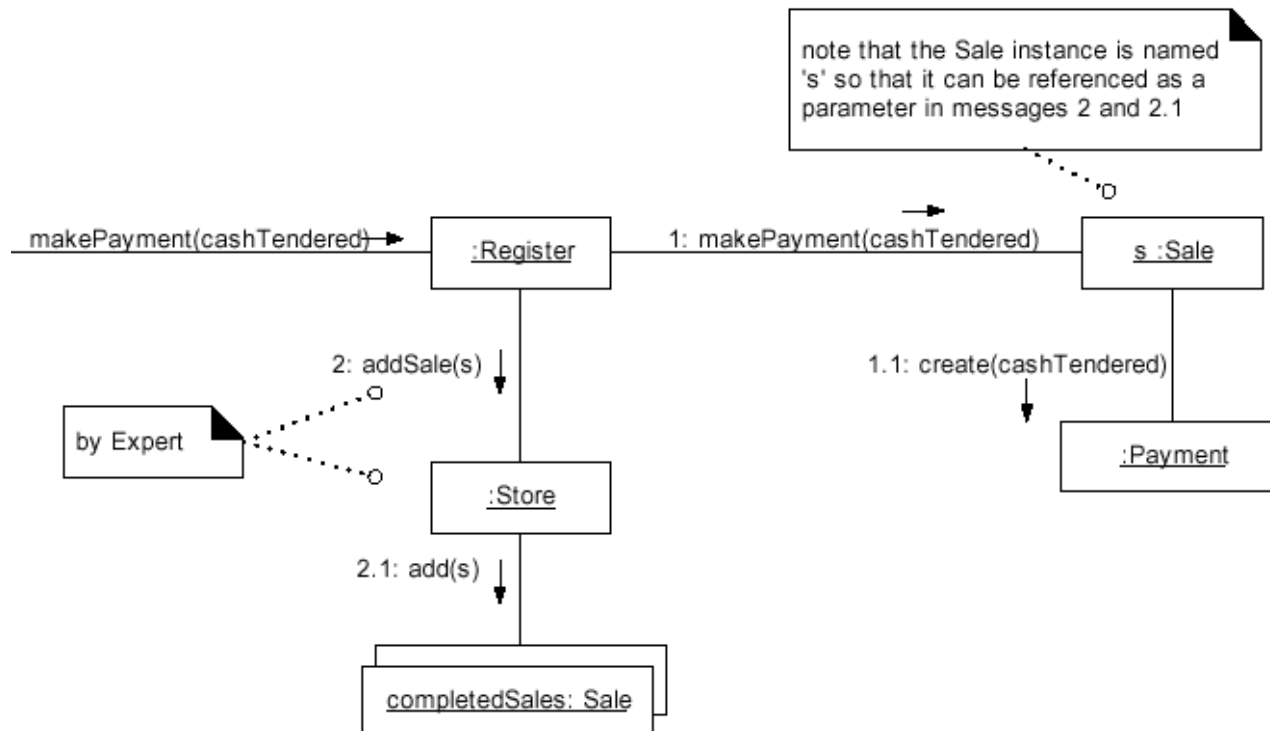 note that the Sale instance is named
's' so that it can be referenced as a
parameter in messages 2 and 2.1
makePayment(cashTendered)
:Register
1: makePayment(cashTendered)
s :Sale
2: addSale(s)
1.1: create(cashTendered)
by Expert
:Payment
:Store
2.1: add(s)
completedSales: Sale